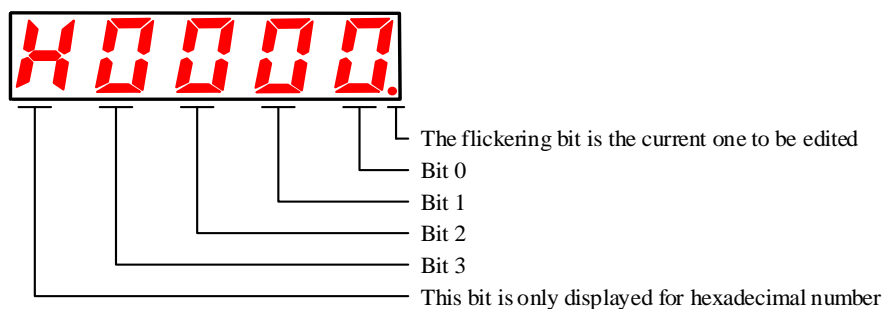 H0000.
The flickering bit is the current one to be edited
Bit 0
Bit 1
Bit 2
Bit 3
This bit is only displayed for hexadecimal number